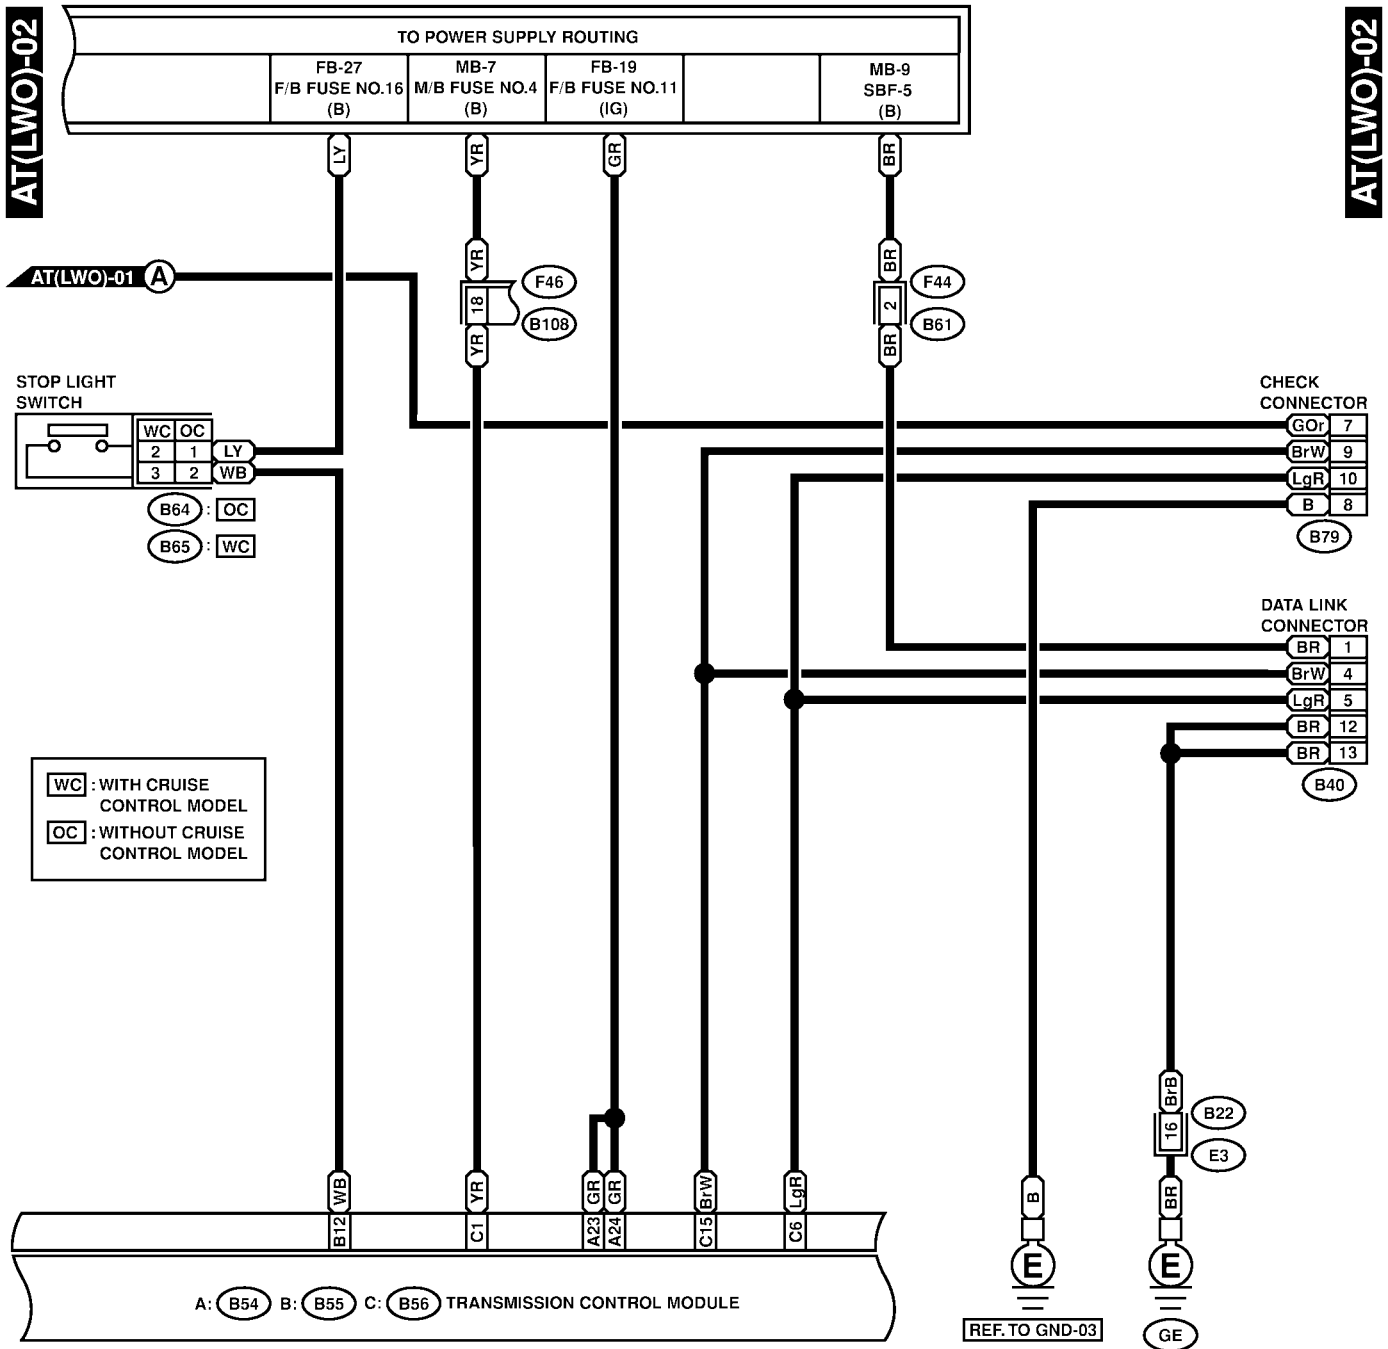 AT(LWO)-02
AT(LWO)-02
TO POWER SUPPLY ROUTING
FB-27
F/B FUSE NO.16
(B)
MB-7
M/B FUSE NO.4
(B)
FB-19
F/B FUSE NO.11
(IG)
MB-9
SBF-5
(B)
LY
YR
GR
BR
YR
BR
AT(LWO)-01 A
18
F46
B108
2
F44
B61
YR
BR
STOP LIGHT
SWITCH
WC OC
2 1 LY
3 2 WB
B64 : OC
B65 : WC
CHECK
CONNECTOR
GOr 7
BrW 9
LgR 10
B 8
B79
DATA LINK
CONNECTOR
BR 1
BrW 4
LgR 5
BR 12
BR 13
B40
WC : WITH CRUISE
CONTROL MODEL
OC : WITHOUT CRUISE
CONTROL MODEL
BrB
16
B22
E3
WB
YR
GR
GR
BrW
LgR
B
BR
B12
C1
A23
A24
C15
C6
E
E
A: B54 B: B55 C: B56 TRANSMISSION CONTROL MODULE
REF. TO GND-03
GE